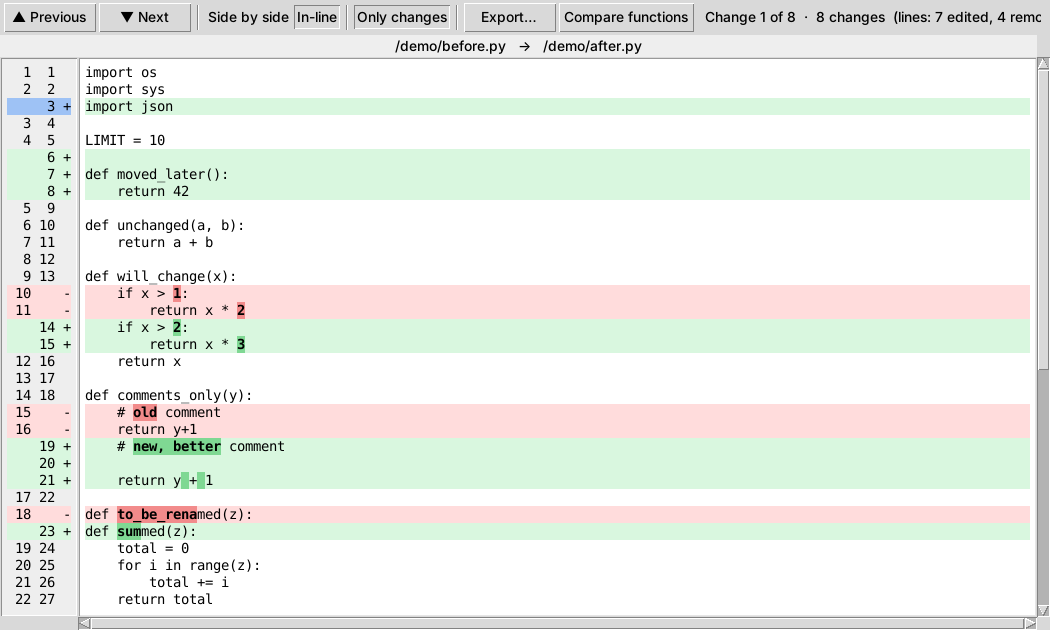 ▲ Previous ▼ Next Side by side In-line Only changes Export... Compare functions Change 1 of 8 · 8 changes (lines: 7 edited, 4
/demo/before.py → /demo/after.py
1 1 import os
2 2 import sys
3 + import json
3 4
4 5 LIMIT = 10
6 +
7 + def moved_later():
8 + return 42
5 9
6 10 def unchanged(a, b):
7 11 return a + b
8 12
9 13 def will_change(x):
10 - if x > 1:
11 - return x * 2
14 + if x > 2:
15 + return x * 3
12 16 return x
13 17
14 18 def comments_only(y):
15 - # old comment
16 - return y+1
19 + # new, better comment
20 +
21 + return y + 1
17 22
18 - def to_be_renamed(z):
23 + def summed(z):
19 24 total = 0
20 25 for i in range(z):
21 26 total += i
22 27 return total